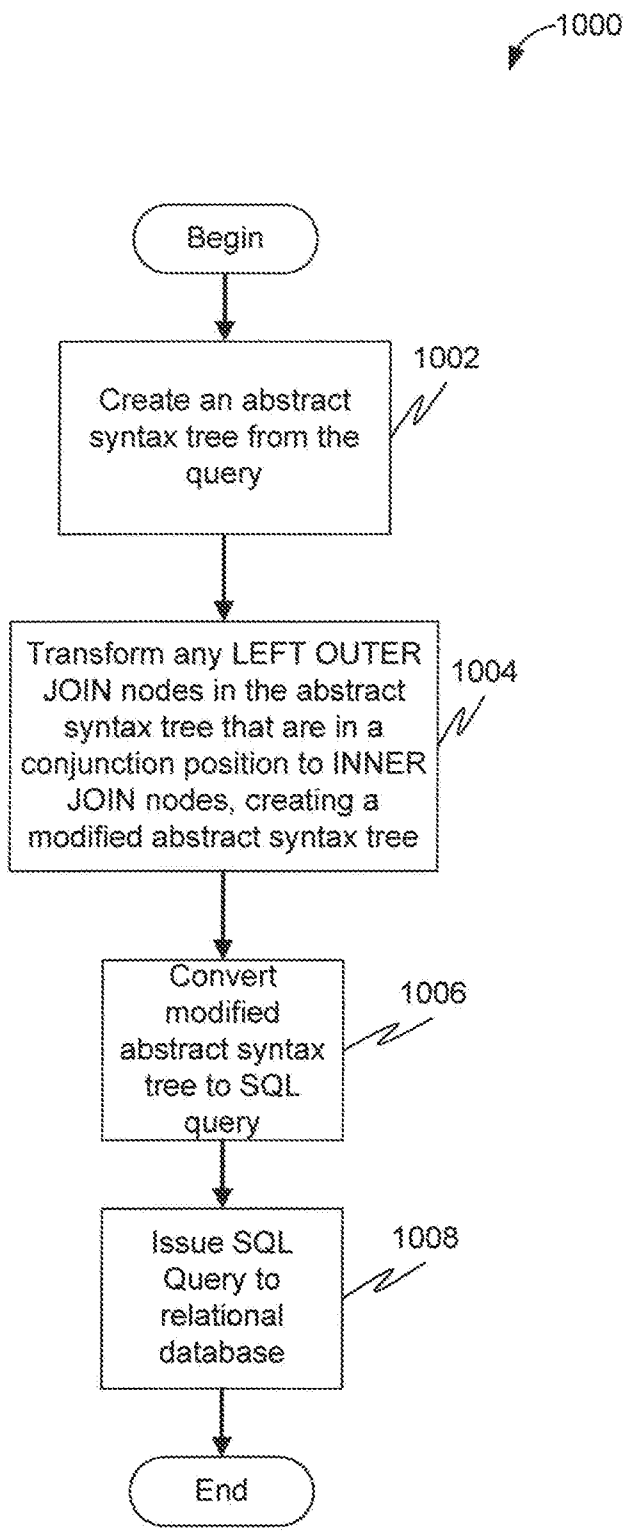 1000
Begin
1002
Create an abstract
syntax tree from the
query
Transform any LEFT OUTER
JOIN nodes in the abstract
syntax tree that are in a
conjunction position to INNER
JOIN nodes, creating a
modified abstract syntax tree
1004
Convert
modified
abstract syntax
tree to SQL
query
1006
Issue SQL
Query to
relational
database
1008
End